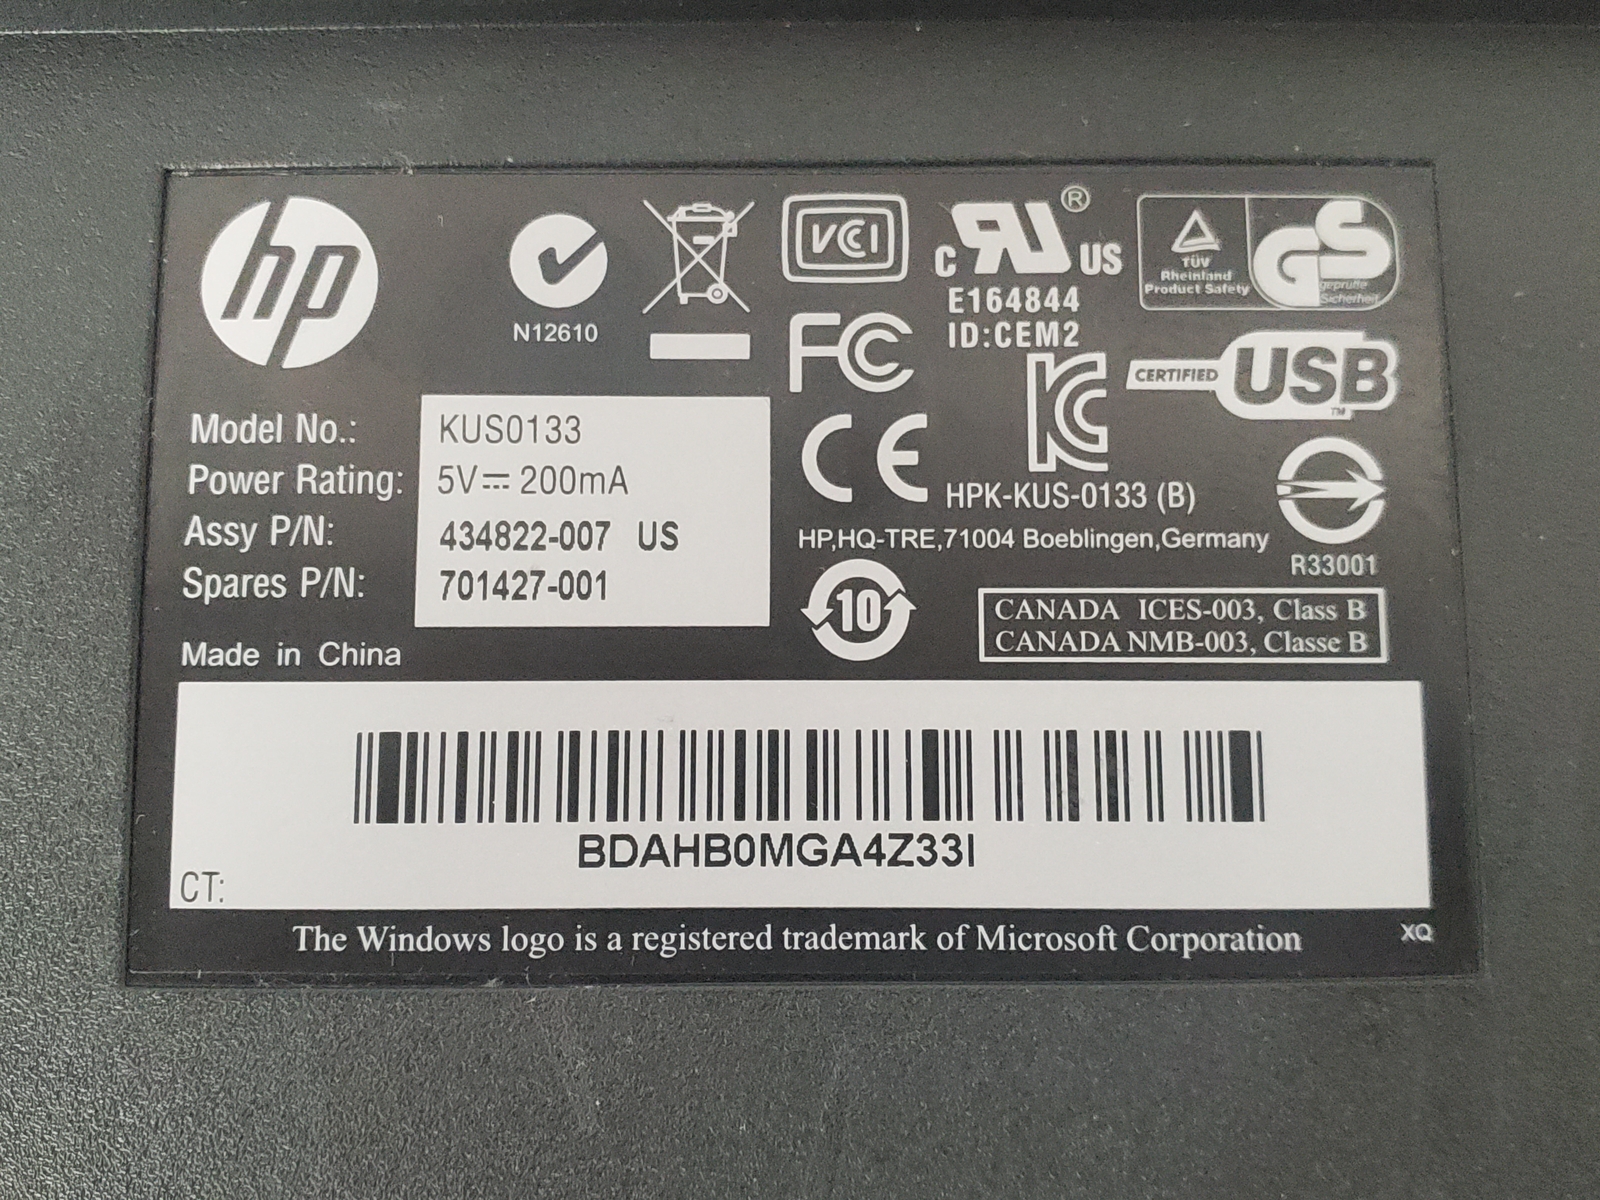 hp
N12610
VCI
C RU US ®
E164844
ID:CEM2
TÜV
Rheinland
Product Safety
GS
geprüfte
Sicherheit
FC
CERTIFIED USB™
CE
KC
HPK-KUS-0133 (B)
HP,HQ-TRE,71004 Boeblingen,Germany
R33001
Model No.: KUS0133
Power Rating: 5V⎓200mA
Assy P/N: 434822-007 US
Spares P/N: 701427-001
Made in China
10
CANADA ICES-003, Class B
CANADA NMB-003, Classe B
BDAHB0MGA4Z33I
CT:
The Windows logo is a registered trademark of Microsoft Corporation
XQ